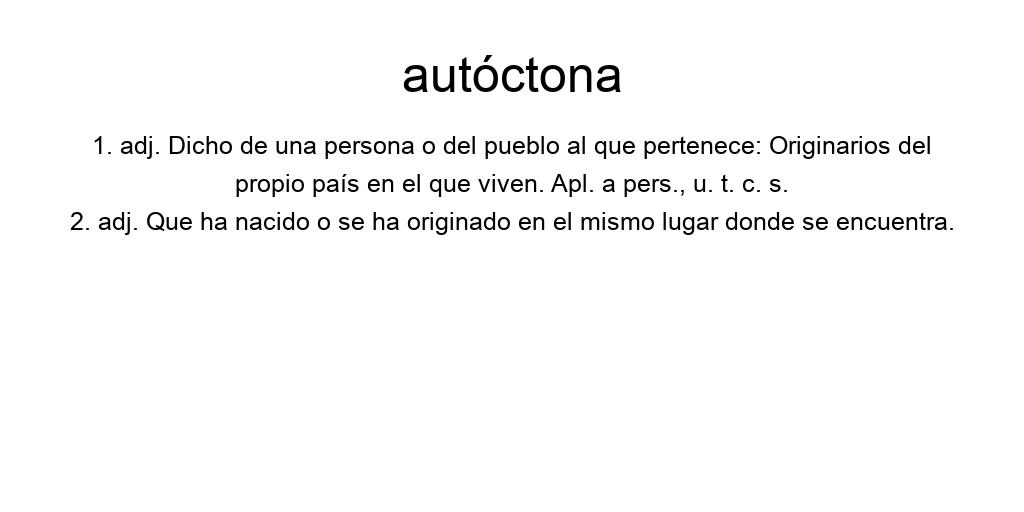 autóctona
1. adj. Dicho de una persona o del pueblo al que pertenece: Originarios del
propio país en el que viven. Apl. a pers., u. t. c. s.
2. adj. Que ha nacido o se ha originado en el mismo lugar donde se encuentra.